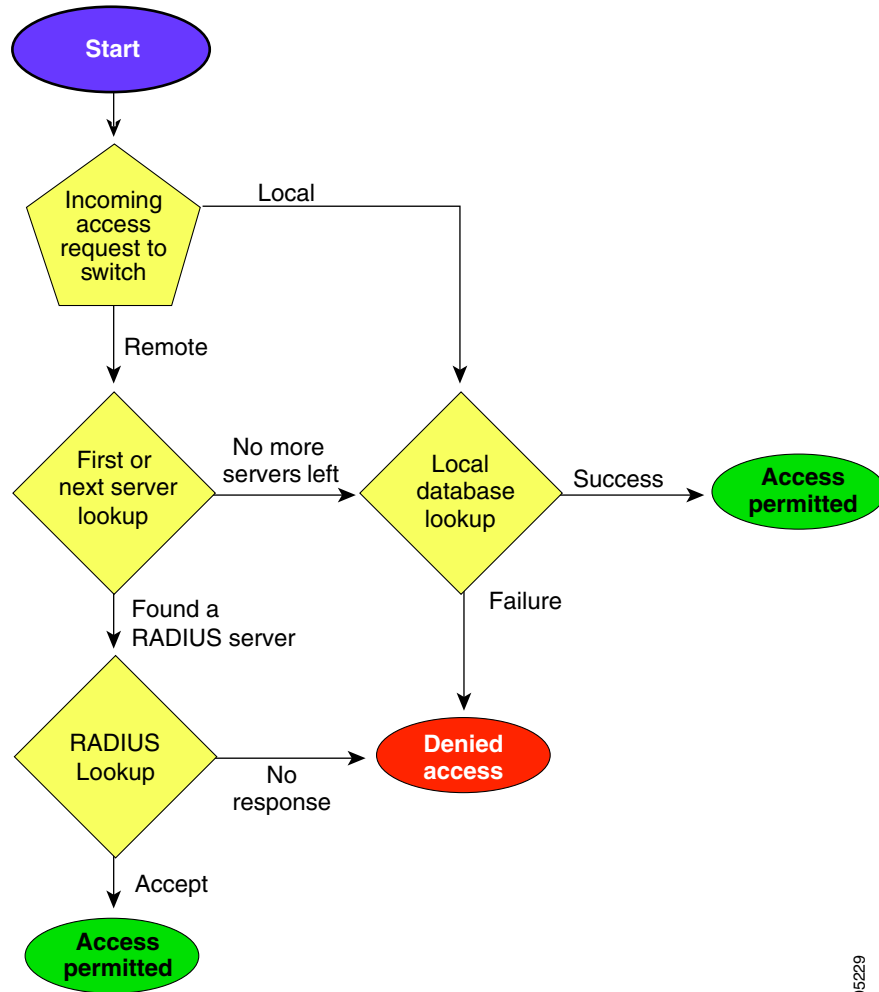 Start
Incoming
access
request to
switch
Local
Remote
First or
next server
lookup
No more
servers left
Local
database
lookup
Success
Access
permitted
Found a
RADIUS server
Failure
RADIUS
Lookup
No
response
Denied
access
Accept
Access
permitted